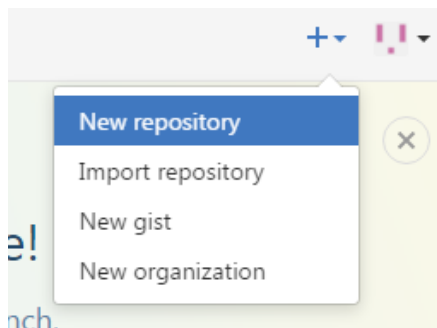 New repository
Import repository
New gist
e!
New organization
nch.